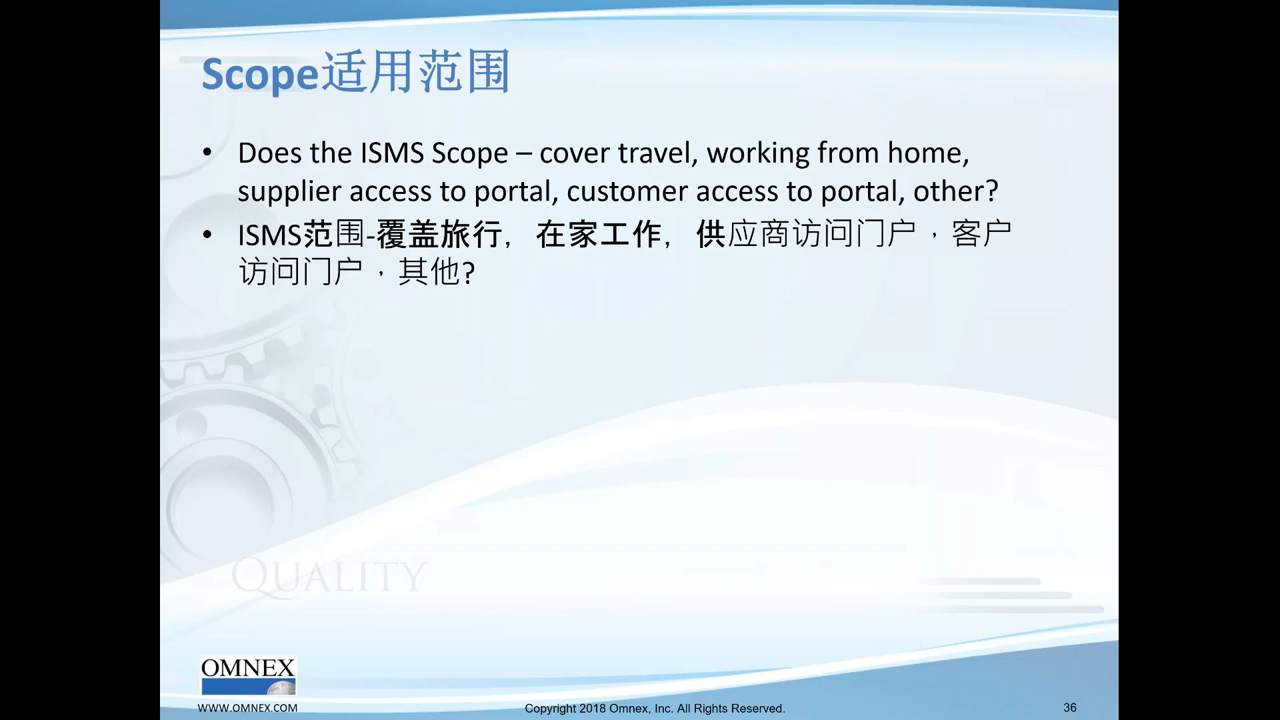 Scope适用范围
• Does the ISMS Scope – cover travel, working from home,
supplier access to portal, customer access to portal, other?
• ISMS范围-覆盖旅行，在家工作，供应商访问门户，客户
访问门户，其他?
QUALITY
OMNEX
WWW.OMNEX.COM
Copyright 2018 Omnex, Inc. All Rights Reserved.
36